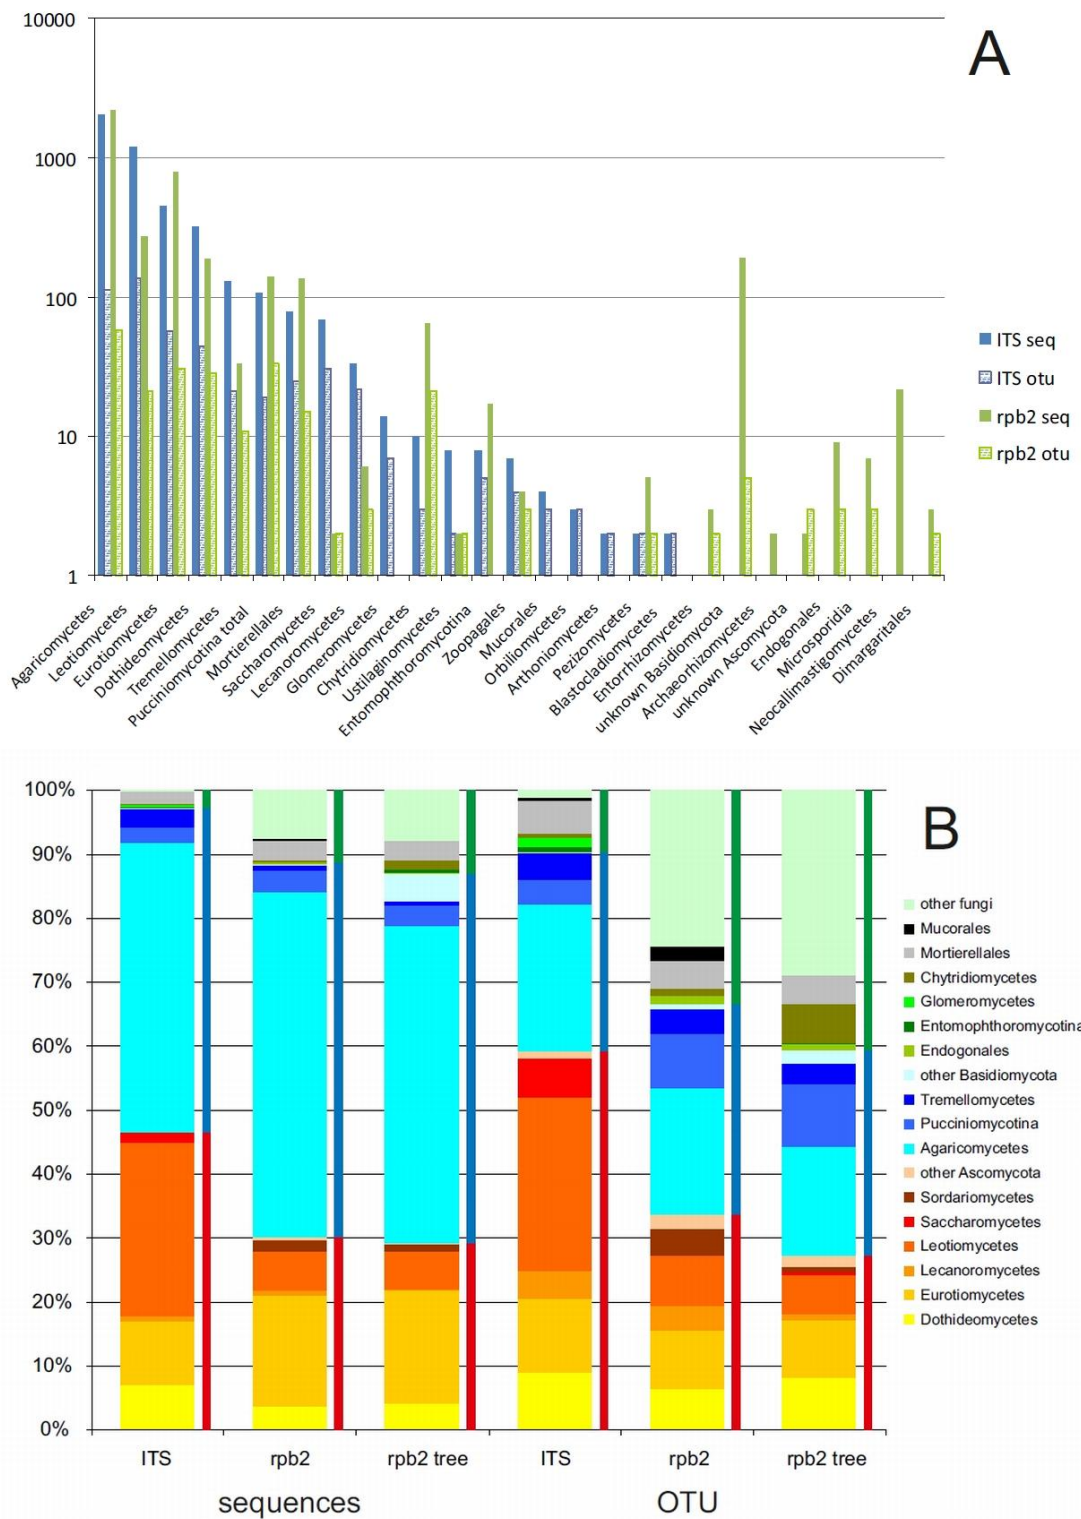 10000
1000
100
10
1
A
ITS seq
ITS otu
rpb2 seq
rpb2 otu
Agaricomycetes
Leotiomycetes
Eurotiomycetes
Dothideomycetes
Tremellomycetes
Pucciniomycotina total
Mortierellales
Saccharomycetes
Lecanoromycetes
Glomeromycetes
Chytridiomycetes
Ustilaginomycetes
Entomophthoromycotina
Zoopagales
Mucorales
Orbiliomycetes
Arthoniomycetes
Pezizomycetes
Blastocladiomycetes
Entorrhizomycetes
unknown Basidiomycota
Archaeorhizomycetes
unknown Ascomycota
Endogonales
Microsporidia
Neocallimastigomycetes
Dimargaritales
100%
90%
80%
70%
60%
50%
40%
30%
20%
10%
0%
B
other fungi
Mucorales
Mortierellales
Chytridiomycetes
Glomeromycetes
Entomophthoromycotina
Endogonales
other Basidiomycota
Tremellomycetes
Pucciniomycotina
Agaricomycetes
other Ascomycota
Sordariomycetes
Saccharomycetes
Leotiomycetes
Lecanoromycetes
Eurotiomycetes
Dothideomycetes
ITS rpb2 rpb2 tree ITS rpb2 rpb2 tree
sequences OTU